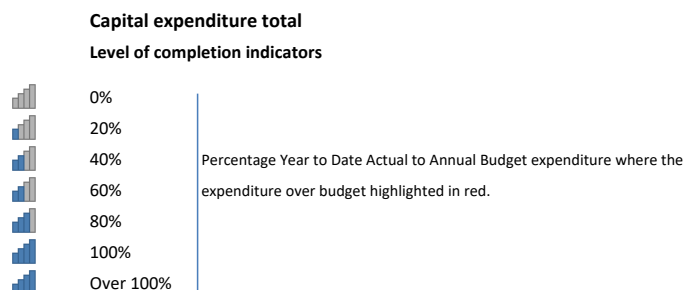 Capital expenditure total
Level of completion indicators
0%
20%
40%
60%
80%
100%
Over 100%
Percentage Year to Date Actual to Annual Budget expenditure where the
expenditure over budget highlighted in red.